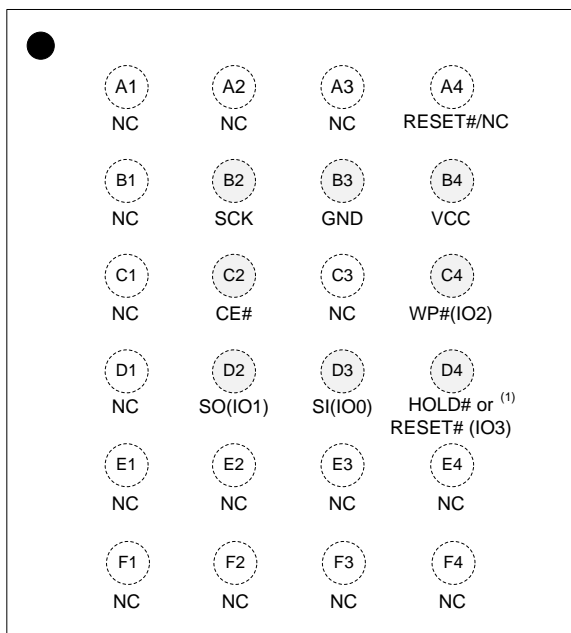 A1 A2 A3 A4
NC NC NC RESET#/NC
B1 B2 B3 B4
NC SCK GND VCC
C1 C2 C3 C4
NC CE# NC WP#(IO2)
D1 D2 D3 D4
NC SO(IO1) SI(IO0) HOLD# or (1)
RESET# (IO3)
E1 E2 E3 E4
NC NC NC NC
F1 F2 F3 F4
NC NC NC NC